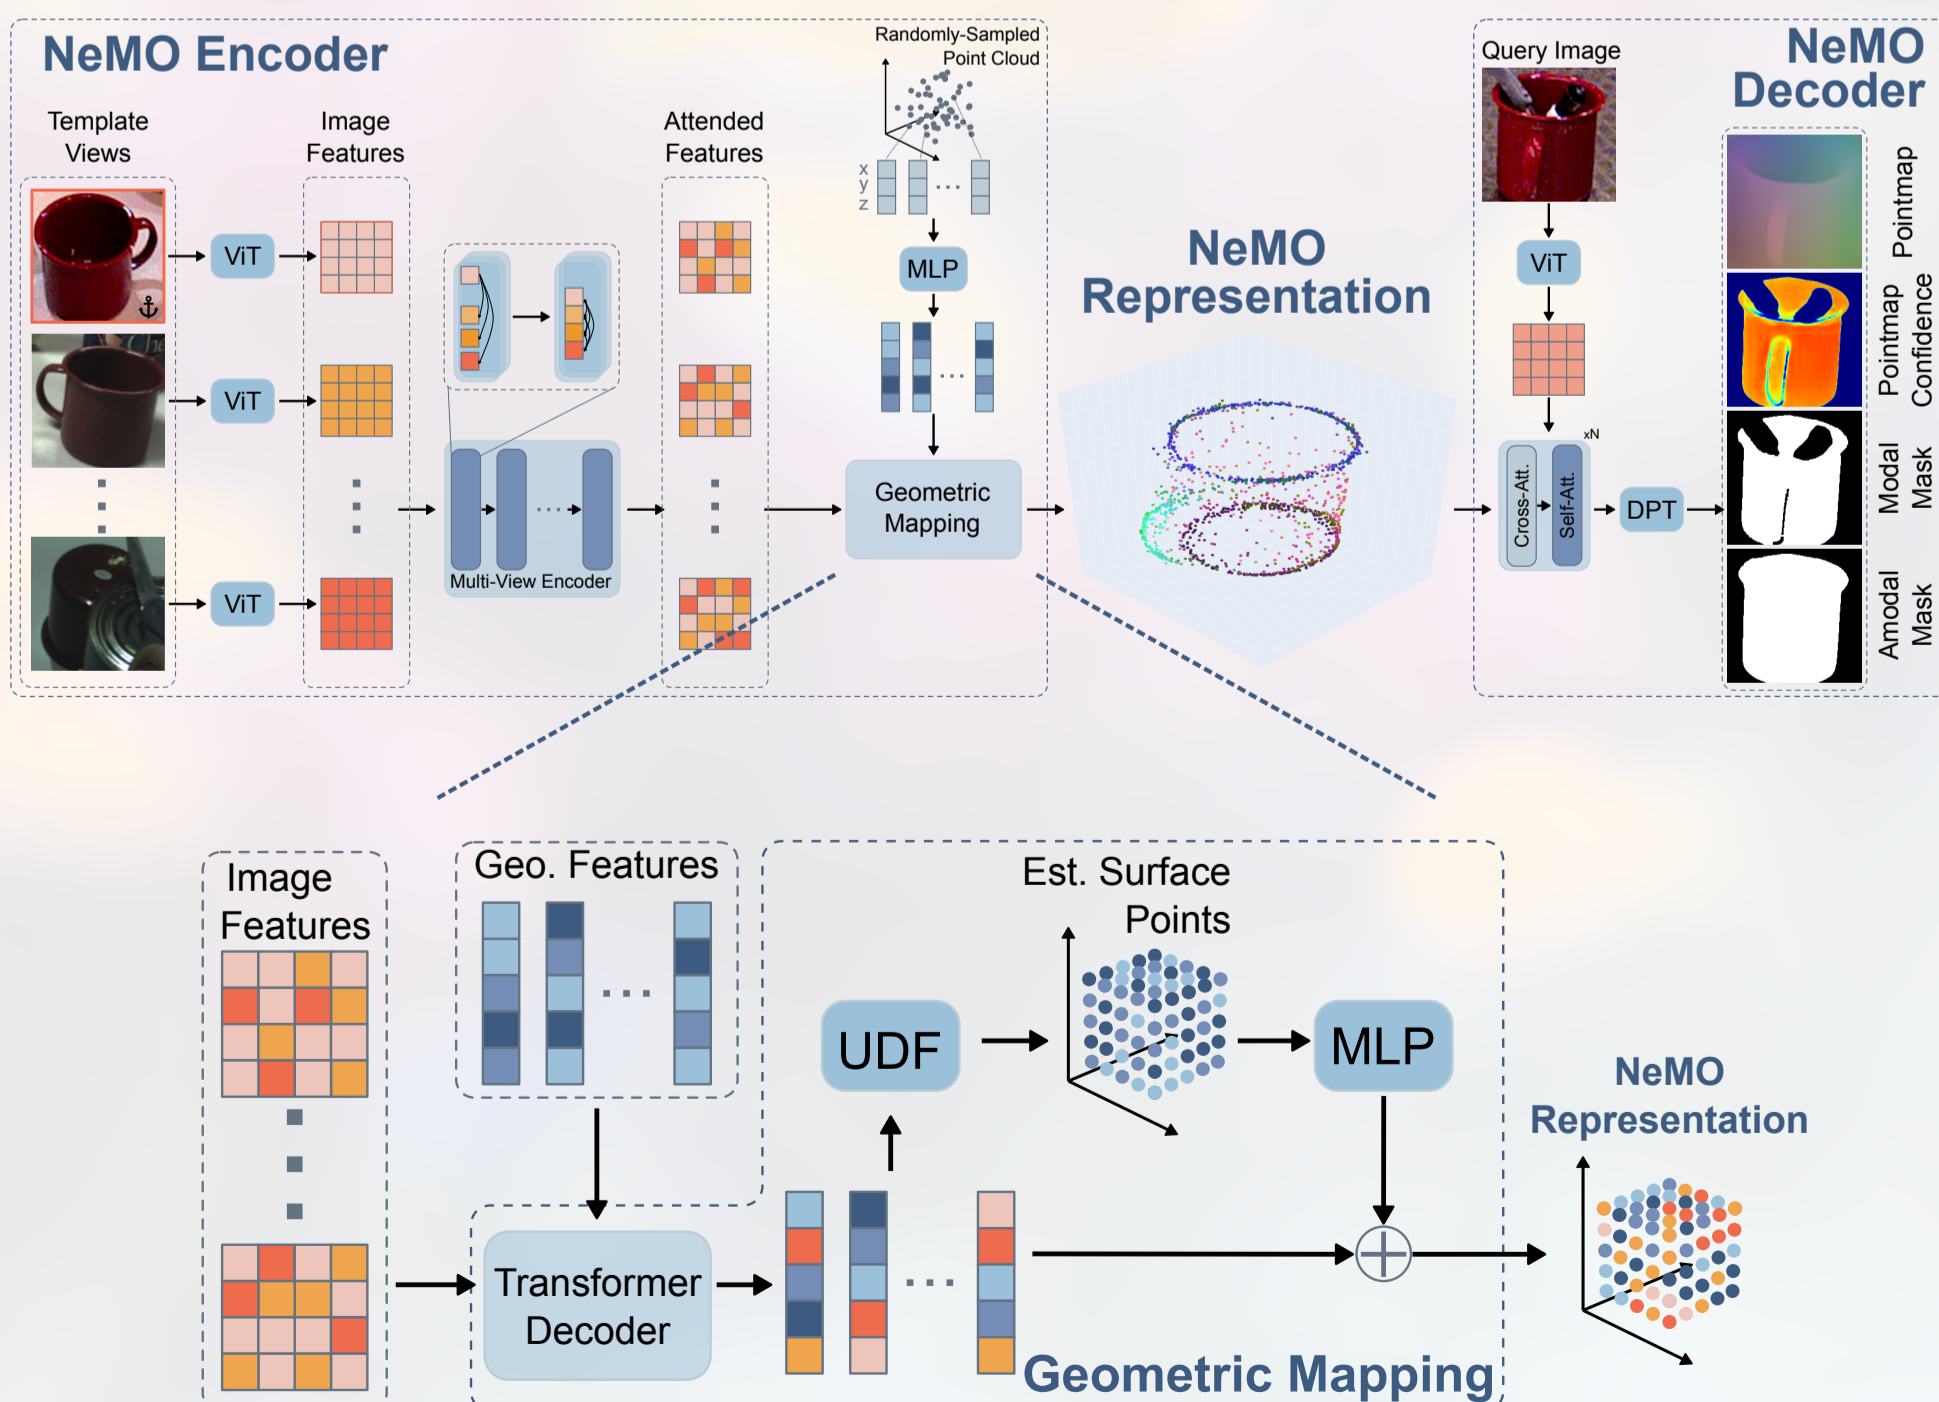 NeMO Encoder
Template
Views
Image
Features
Attended
Features
Randomly-Sampled
Point Cloud
x
y
z
ViT
ViT
ViT
MLP
Multi-View Encoder
Geometric
Mapping
NeMO
Representation
Query Image
NeMO
Decoder
ViT
xN
Cross-Att.
Self-Att.
DPT
Pointmap
Pointmap
Confidence
Modal
Mask
Amodal
Mask
Image
Features
Geo. Features
Est. Surface
Points
UDF
MLP
Transformer
Decoder
Geometric Mapping
NeMO
Representation